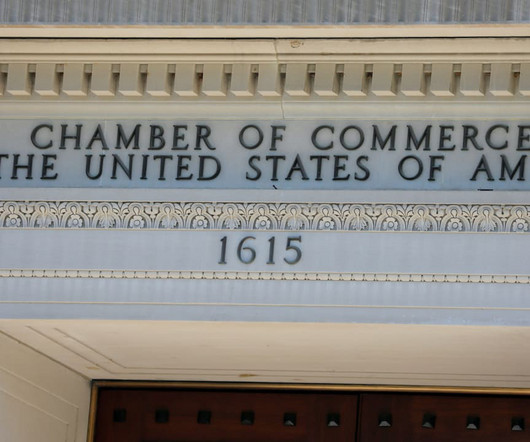 CHAMBER OF COMMERCE
THE UNITED STATES OF AM
1615